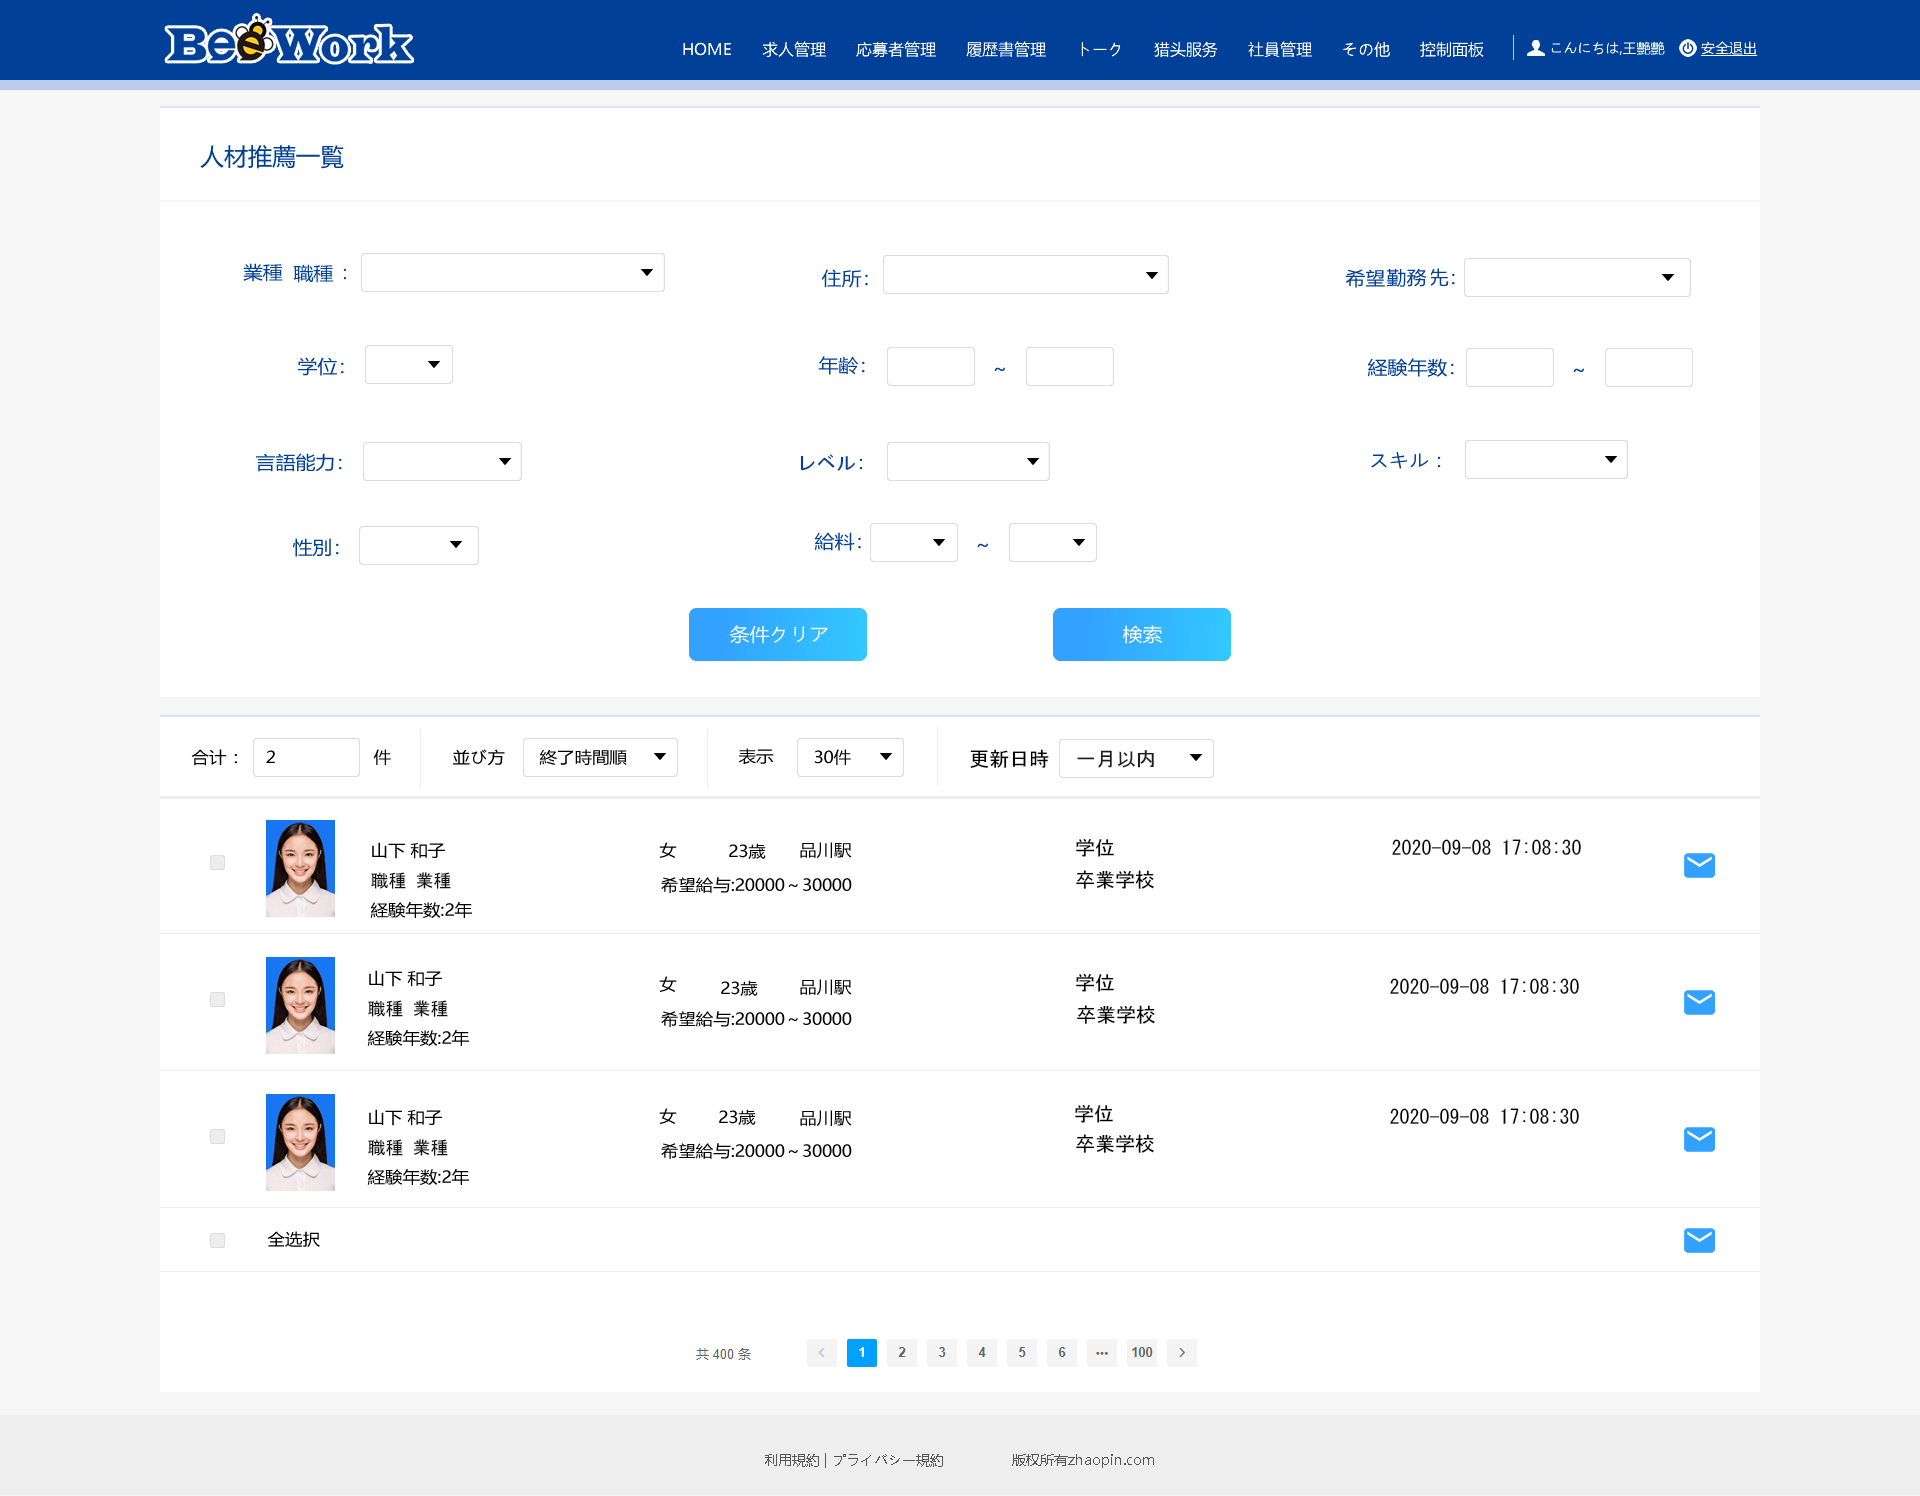 BeeWork
HOME 求人管理 応募者管理 履歴書管理 トーク 猎头服务 社員管理 その他 控制面板 こんにちは,王艷艷 安全退出
人材推薦一覧
業種 職種 : 住所: 希望勤務先:
学位: 年齢: ~ 経験年数: ~
言語能力: レベル: スキル :
性別: 給料: ~
条件クリア 検索
合计 : 2 件 並び方 終了時間順 表示 30件 更新日時 一月以内
山下 和子 女 23歳 品川駅 学位 2020-09-08 17:08:30
職種 業種 希望給与:20000~30000 卒業学校
経験年数:2年
山下 和子 女 23歳 品川駅 学位 2020-09-08 17:08:30
職種 業種 希望給与:20000~30000 卒業学校
経験年数:2年
山下 和子 女 23歳 品川駅 学位 2020-09-08 17:08:30
職種 業種 希望給与:20000~30000 卒業学校
経験年数:2年
全选択
共 400 条 < 1 2 3 4 5 6 ··· 100 >
利用規約 | プライバシー規約 版权所有zhaopin.com